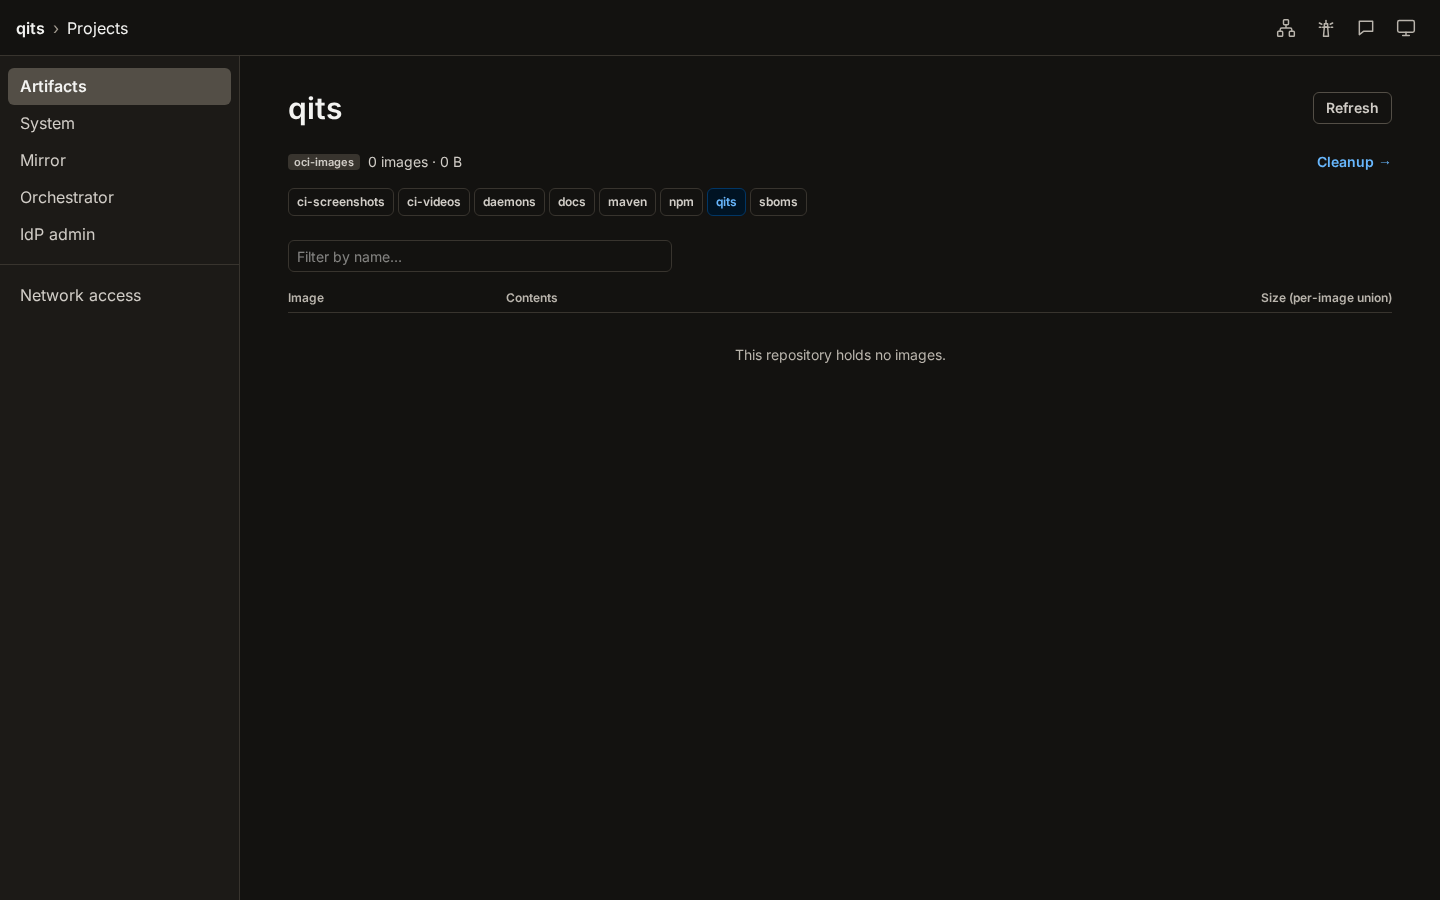 qits › Projects
Artifacts
System
Mirror
Orchestrator
IdP admin
Network access
qits
Refresh
oci-images 0 images · 0 B
Cleanup →
ci-screenshots ci-videos daemons docs maven npm qits sboms
Filter by name...
Image Contents Size (per-image union)
This repository holds no images.